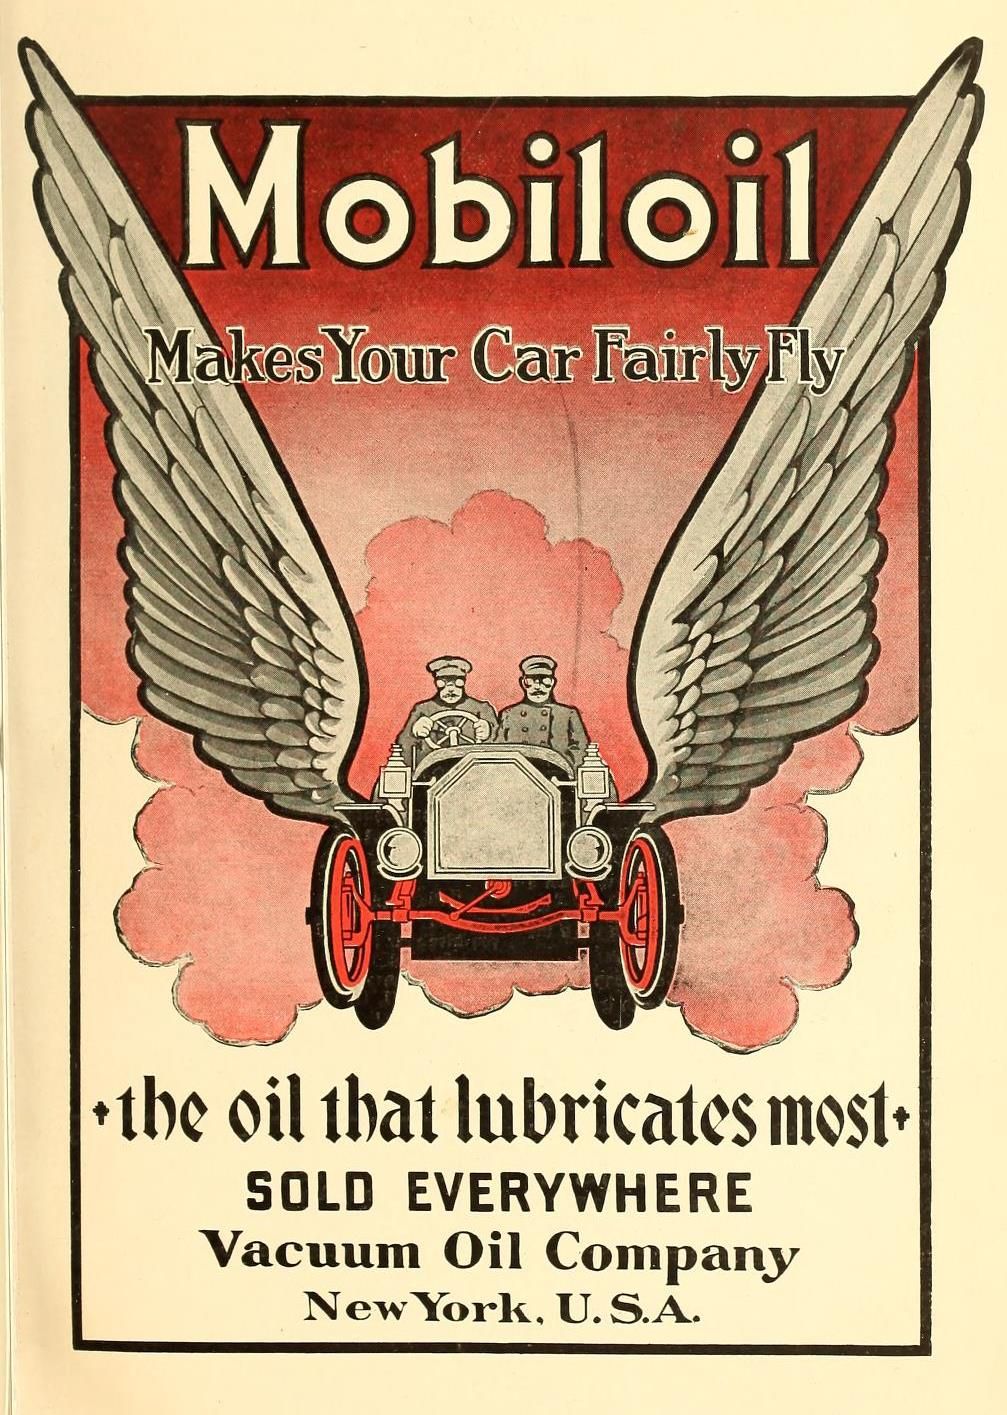 Mobiloil
Makes Your Car Fairly Fly
the oil that lubricates most
SOLD EVERYWHERE
Vacuum Oil Company
New York, U.S.A.